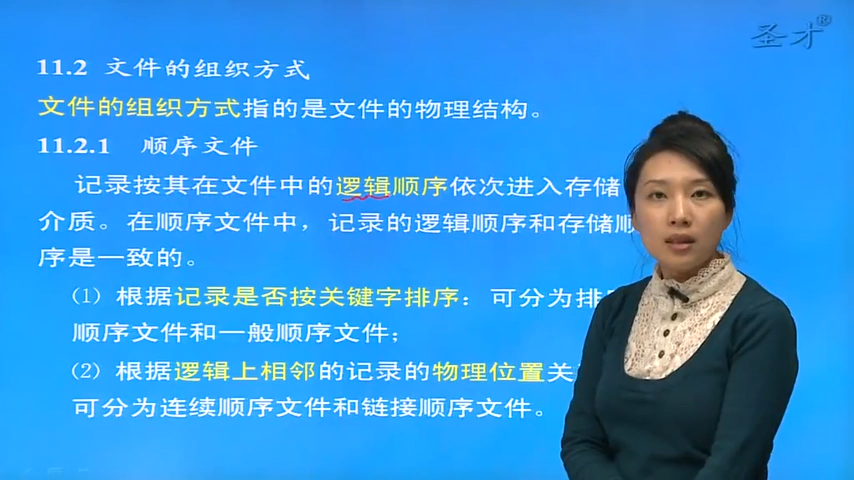 圣才®
11.2 文件的组织方式
文件的组织方式指的是文件的物理结构。
11.2.1 顺序文件
记录按其在文件中的逻辑顺序依次进入存储
介质。在顺序文件中，记录的逻辑顺序和存储顺
序是一致的。
（1）根据记录是否按关键字排序：可分为排
顺序文件和一般顺序文件；
（2）根据逻辑上相邻的记录的物理位置关
可分为连续顺序文件和链接顺序文件。